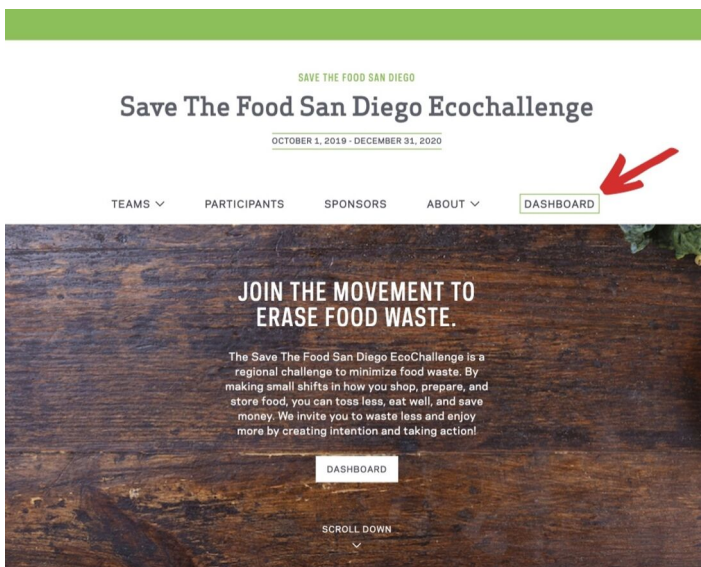 SAVE THE FOOD SAN DIEGO
Save The Food San Diego Ecochallenge
OCTOBER 1, 2019 - DECEMBER 31, 2020
TEAMS PARTICIPANTS SPONSORS ABOUT DASHBOARD
JOIN THE MOVEMENT TO
ERASE FOOD WASTE.
The Save The Food San Diego EcoChallenge is a
regional challenge to minimize food waste. By
making small shifts in how you shop, prepare, and
store food, you can toss less, eat well, and save
money. We invite you to waste less and enjoy
more by creating intention and taking action!
DASHBOARD
SCROLL DOWN